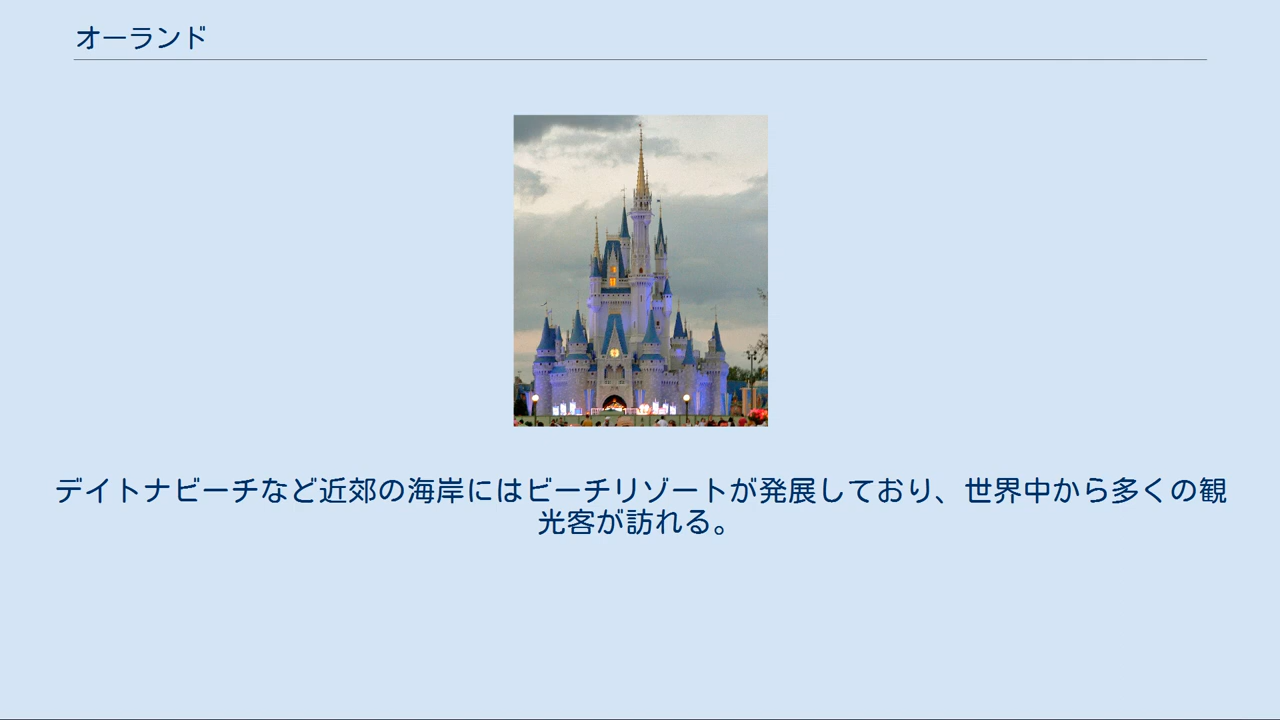 オーランド
デイトナビーチなど近郊の海岸にはビーチリゾートが発展しており、世界中から多くの観
光客が訪れる。